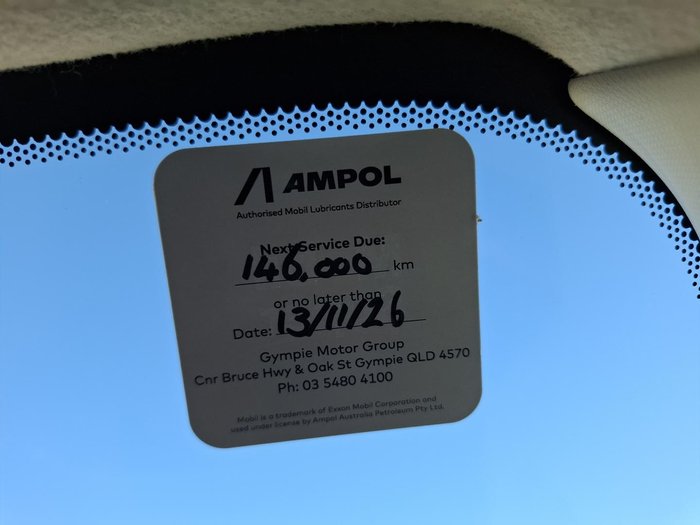 AMPOL
Authorised Mobil Lubricants Distributor
Next Service Due:
146,000 km
or no later than
Date: 13/11/26
Gympie Motor Group
Cnr Bruce Hwy & Oak St Gympie QLD 4570
Ph: 03 5480 4100
Mobil is a trademark of Exxon Mobil Corporation and
used under license by Ampol Australia Petroleum Pty Ltd.